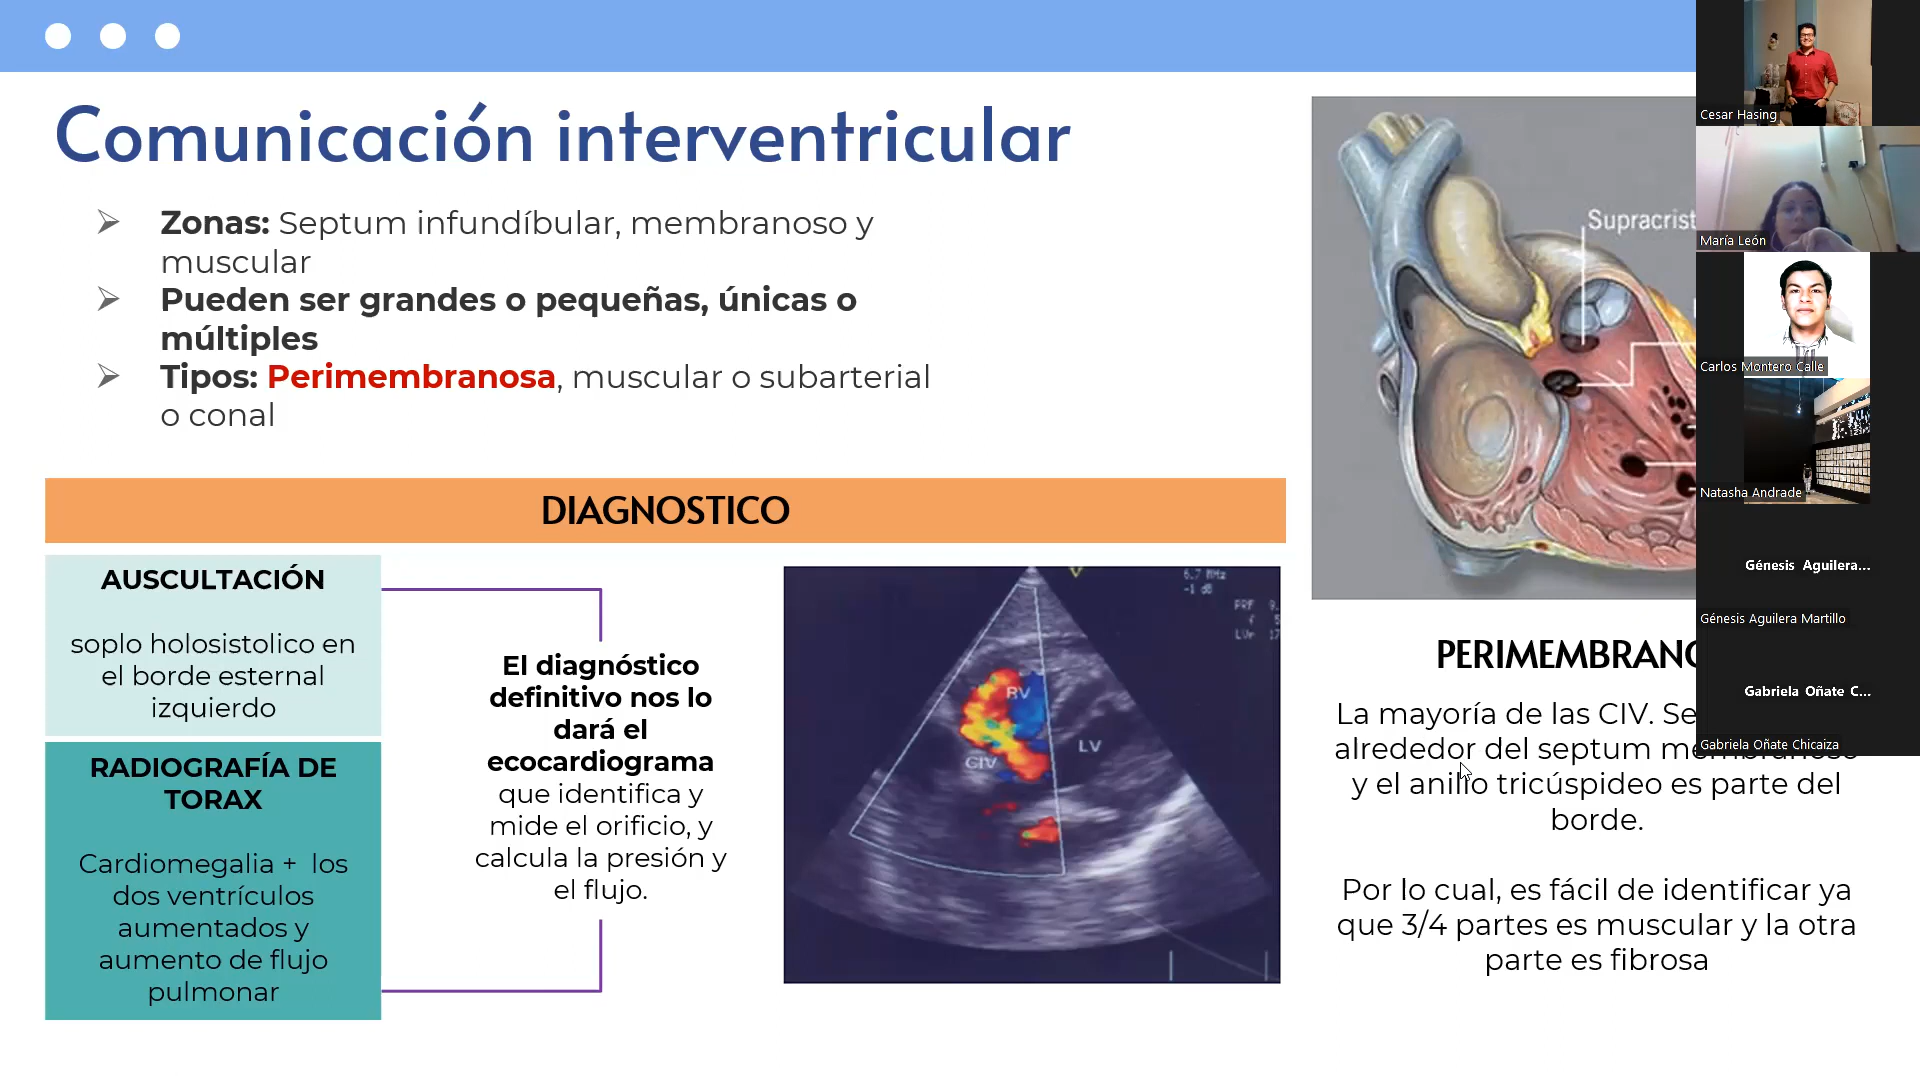 Comunicación interventricular
Zonas: Septum infundíbular, membranoso y
muscular
Pueden ser grandes o pequeñas, únicas o
múltiples
Tipos: Perimembranosa, muscular o subarterial
o conal
DIAGNOSTICO
AUSCULTACIÓN
soplo holosistolico en
el borde esternal
izquierdo
RADIOGRAFÍA DE
TORAX
Cardiomegalia + los
dos ventrículos
aumentados y
aumento de flujo
pulmonar
El diagnóstico
definitivo nos lo
dará el
ecocardiograma
que identifica y
mide el orificio, y
calcula la presión y
el flujo.
6.7 MHz
-1 dB
PRF
RV
LV
CIV
Supracrist
PERIMEMBRANO
La mayoría de las CIV. Se
alrededor del septum membranoso
y el anillo tricúspideo es parte del
borde.
Por lo cual, es fácil de identificar ya
que 3/4 partes es muscular y la otra
parte es fibrosa
Cesar Hasing
María León
Carlos Montero Calle
Natasha Andrade
Génesis Aguilera...
Génesis Aguilera Martillo
Gabriela Oñate C...
Gabriela Oñate Chicaiza